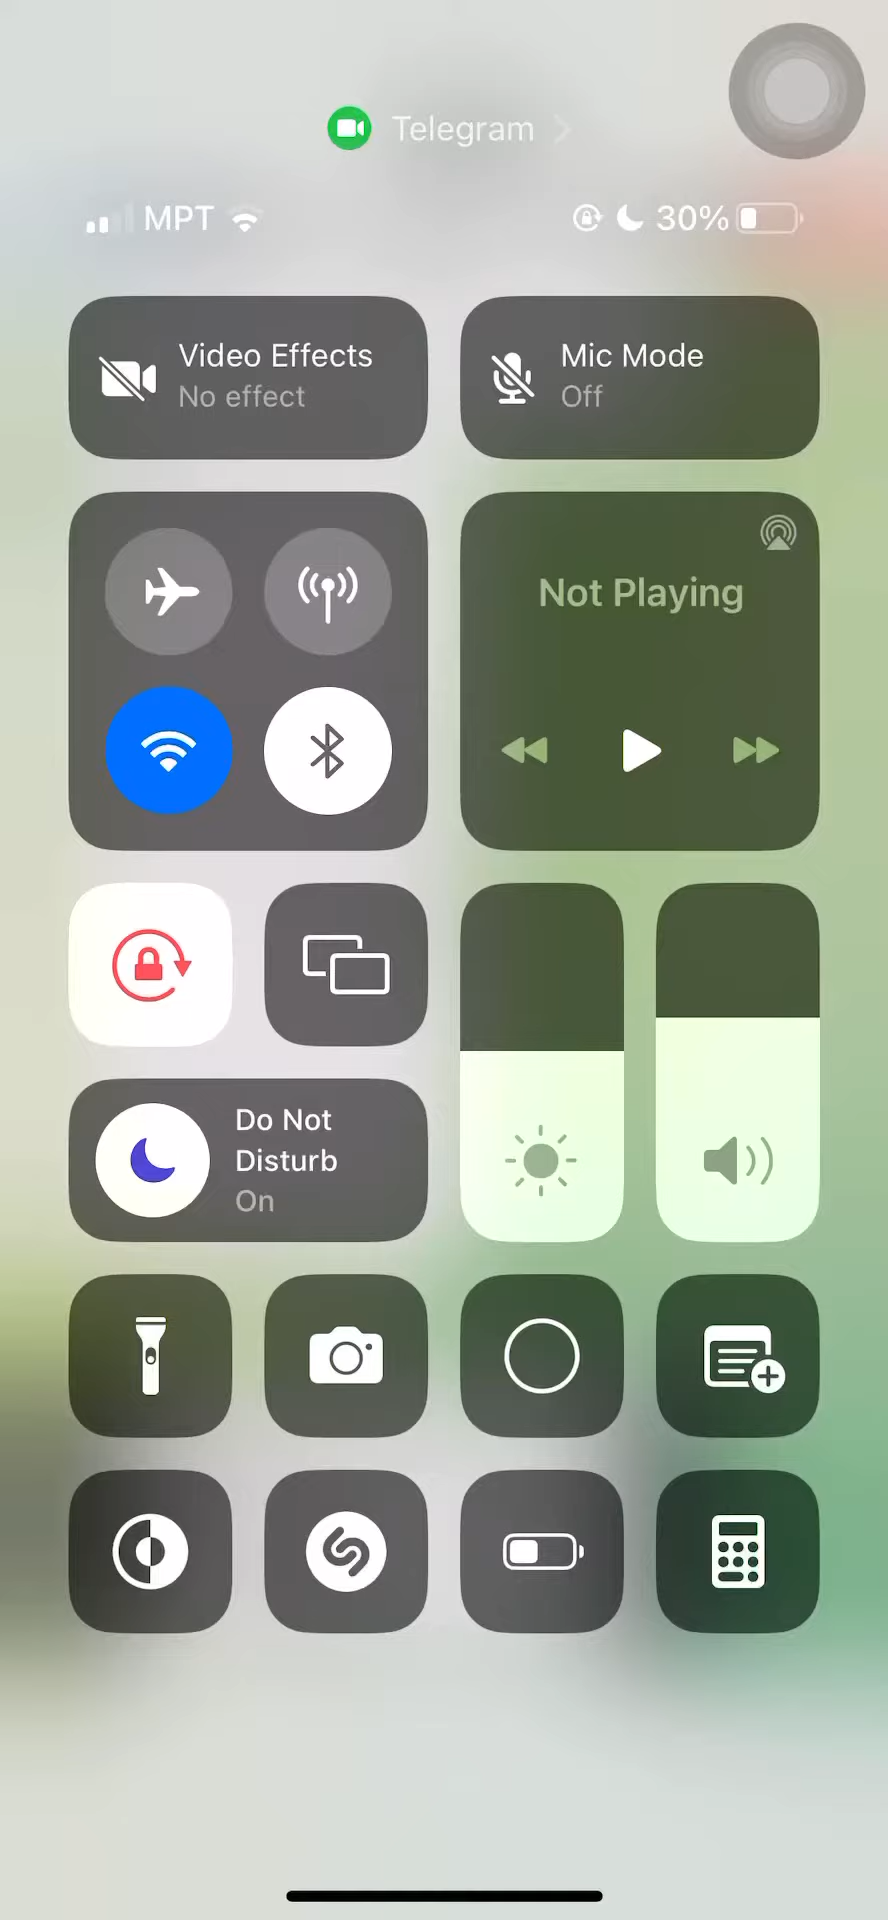 Telegram
MPT
30%
Video Effects
No effect
Mic Mode
Off
Not Playing
Do Not
Disturb
On